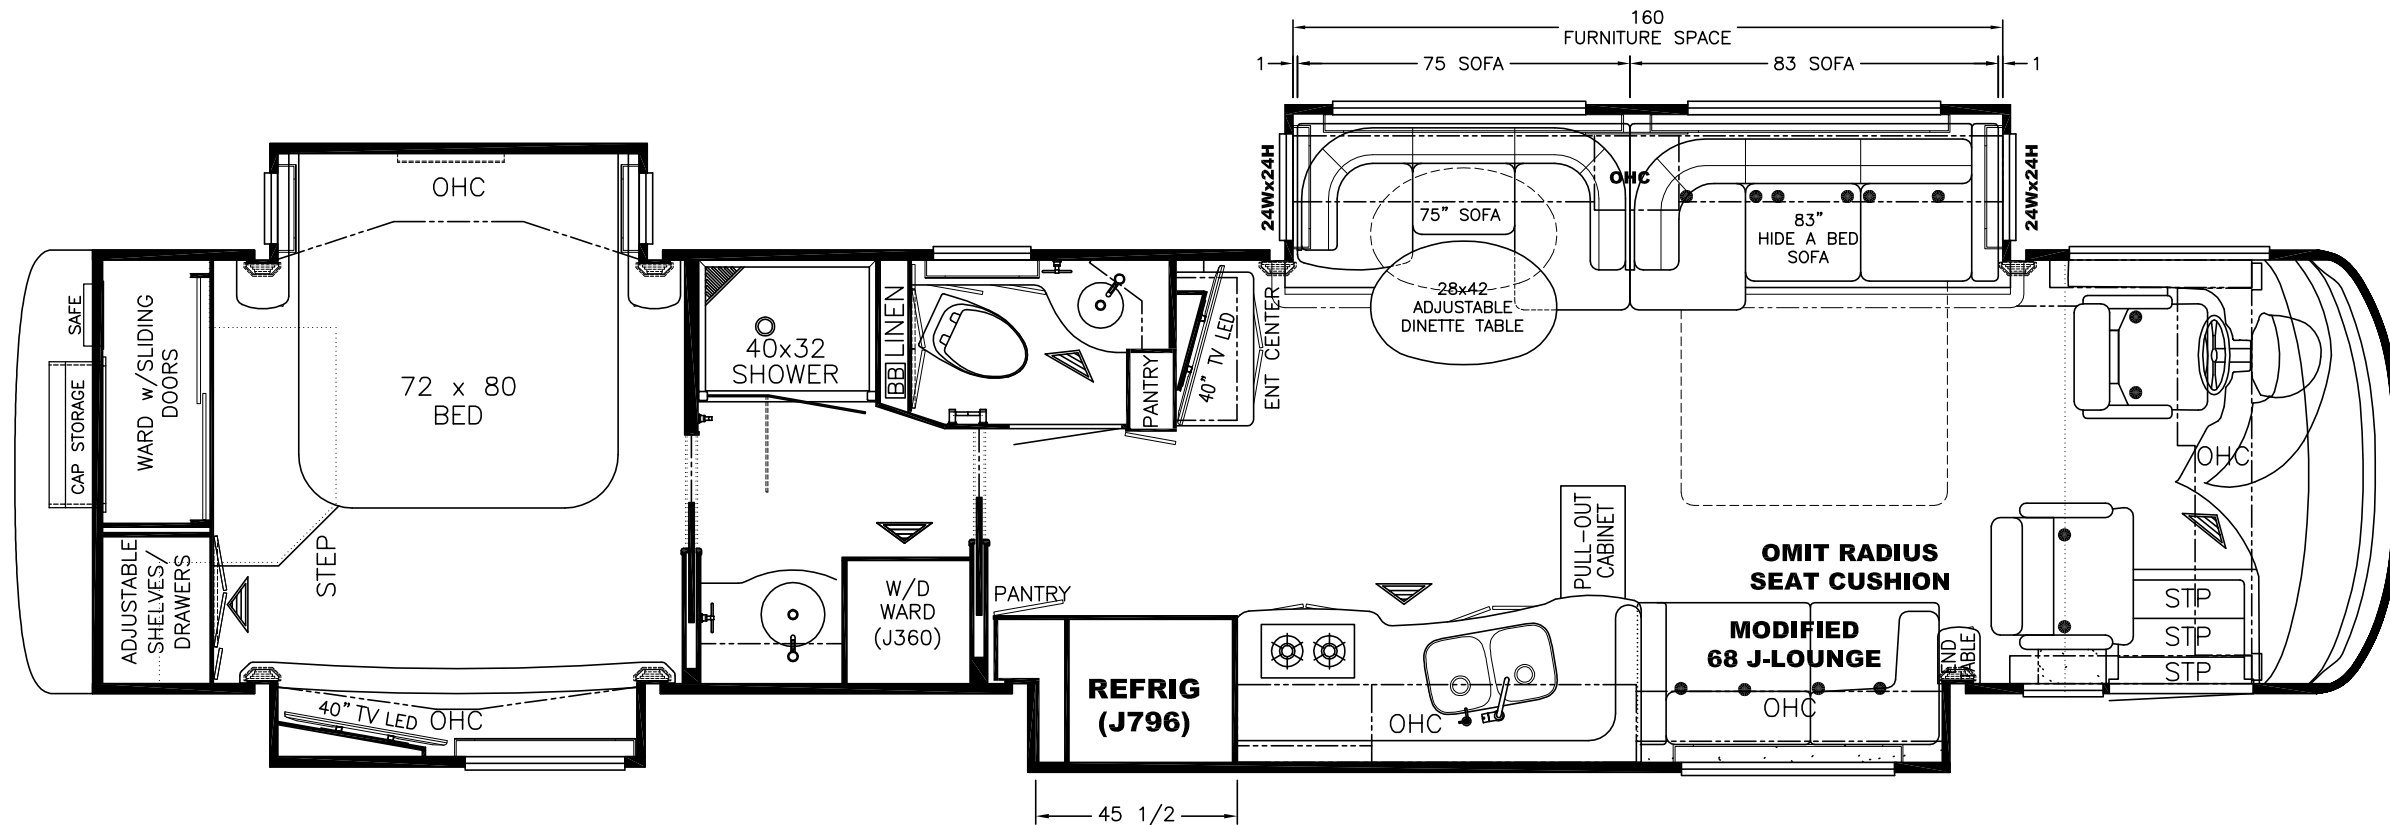 160
FURNITURE SPACE
1
75 SOFA
83 SOFA
1
24Wx24H
OHC
24Wx24H
OHC
75" SOFA
83"
HIDE A BED
SOFA
28x42
ADJUSTABLE
DINETTE TABLE
SAFE
CAP STORAGE
WARD w/SLIDING
DOORS
72 x 80
BED
40x32
SHOWER
BB
LINEN
PANTRY
40" TV LED
ENT CENTER
OHC
ADJUSTABLE
SHELVES/
DRAWERS
STEP
PULL-OUT
CABINET
OMIT RADIUS
SEAT CUSHION
W/D
WARD
(J360)
PANTRY
MODIFIED
68 J-LOUNGE
END
TABLE
STP
STP
STP
REFRIG
(J796)
40" TV LED
OHC
OHC
OHC
45 1/2